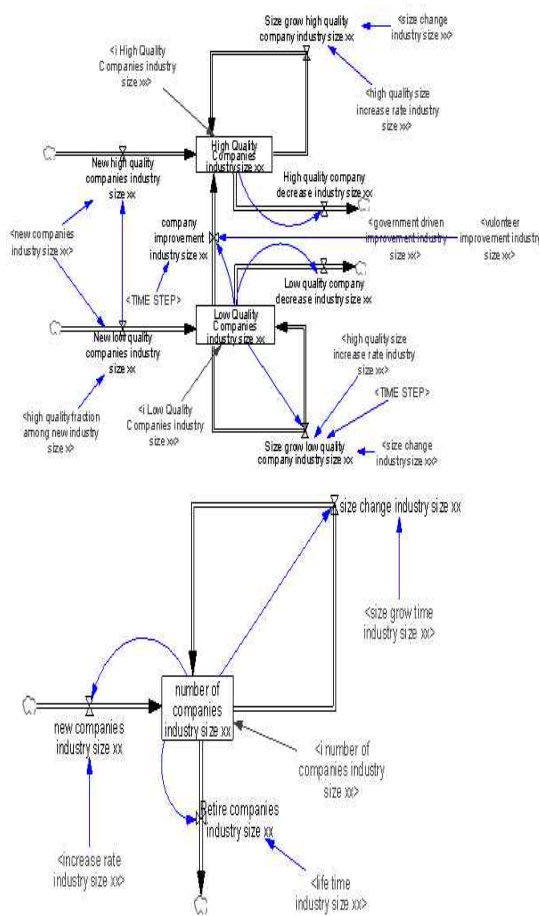 Size grow high quality
company industry size xx
<size change
industry size xx>
<i High Quality
Companies industry
size xx>
<high quality size
increase rate industry
size xx>
High Quality
Companies
industry size xx
New high quality
companies industry
size xx
High quality company
decrease industry size xx
<new companies
industry size xx>
company
improvement
industry size xx
<government driven
improvement industry
size xx>
<vulonteer
improvement industry
size xx>
<TIME STEP>
Low quality company
decrease industry size xx
Low Quality
Companies
industry size xx
New low quality
companies industry
size xx
<high quality size
increase rate industry
size xx>
<TIME STEP>
<high quality fraction
among new industry
size x>
<i Low Quality
Companies industry
size xx>
Size grow low quality
company industry size xx
<size change
industry size xx>
size change industry size xx
<size grow time
industry size xx>
number of
companies
industry size xx
new companies
industry size xx
<i number of
companies industry
size xx>
Retire companies
industry size xx
<increase rate
industry size xx>
<life time
industry size xx>